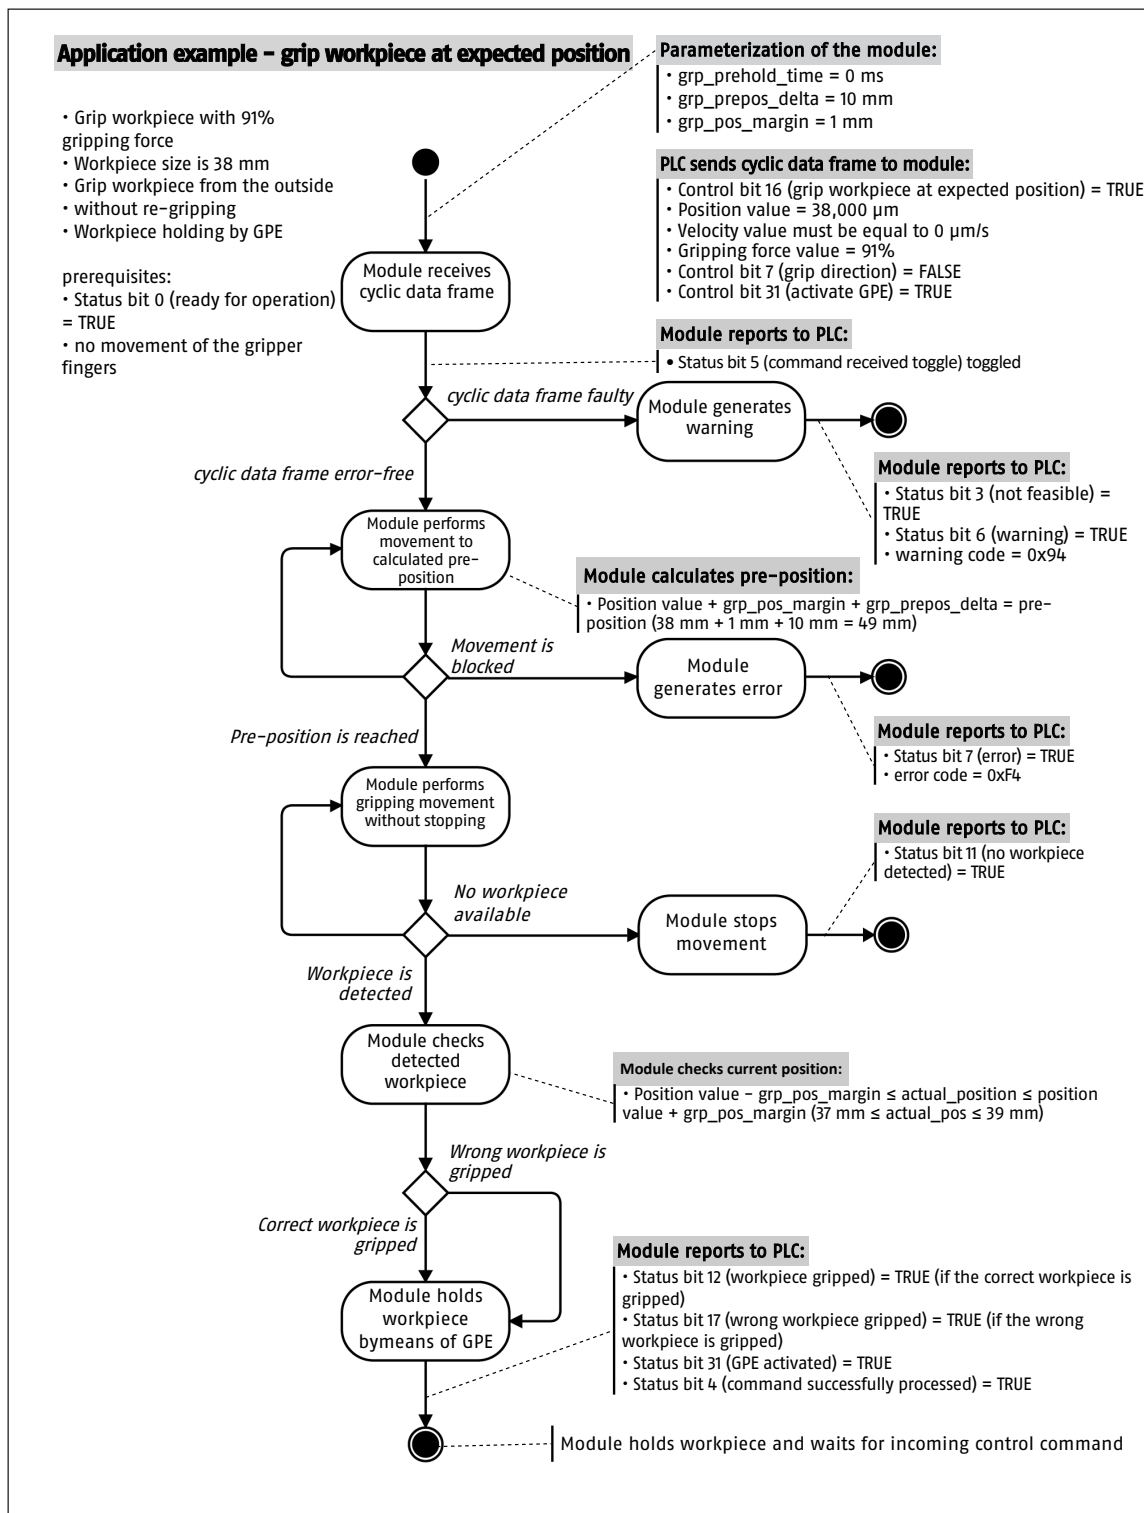 Application example – grip workpiece at expected position
• Grip workpiece with 91%
gripping force
• Workpiece size is 38 mm
• Grip workpiece from the outside
• without re-gripping
• Workpiece holding by GPE
prerequisites:
• Status bit 0 (ready for operation)
= TRUE
• no movement of the gripper
fingers
Parameterization of the module:
• grp_prehold_time = 0 ms
• grp_prepos_delta = 10 mm
• grp_pos_margin = 1 mm
PLC sends cyclic data frame to module:
• Control bit 16 (grip workpiece at expected position) = TRUE
• Position value = 38,000 µm
• Velocity value must be equal to 0 µm/s
• Gripping force value = 91%
• Control bit 7 (grip direction) = FALSE
• Control bit 31 (activate GPE) = TRUE
Module receives
cyclic data frame
Module reports to PLC:
• Status bit 5 (command received toggle) toggled
cyclic data frame faulty
Module generates
warning
Module reports to PLC:
• Status bit 3 (not feasible) =
TRUE
• Status bit 6 (warning) = TRUE
• warning code = 0x94
cyclic data frame error-free
Module performs
movement to
calculated pre-
position
Module calculates pre-position:
• Position value + grp_pos_margin + grp_prepos_delta = pre-
position (38 mm + 1 mm + 10 mm = 49 mm)
Movement is
blocked
Module
generates error
Module reports to PLC:
• Status bit 7 (error) = TRUE
• error code = 0xF4
Pre-position is reached
Module performs
gripping movement
without stopping
Module reports to PLC:
• Status bit 11 (no workpiece
detected) = TRUE
No workpiece
available
Module stops
movement
Workpiece is
detected
Module checks
detected
workpiece
Module checks current position:
• Position value - grp_pos_margin ≤ actual_position ≤ position
value + grp_pos_margin (37 mm ≤ actual_pos ≤ 39 mm)
Wrong workpiece is
gripped
Correct workpiece is
gripped
Module holds
workpiece
bymeans of GPE
Module reports to PLC:
• Status bit 12 (workpiece gripped) = TRUE (if the correct workpiece is
gripped)
• Status bit 17 (wrong workpiece gripped) = TRUE (if the wrong
workpiece is gripped)
• Status bit 31 (GPE activated) = TRUE
• Status bit 4 (command successfully processed) = TRUE
Module holds workpiece and waits for incoming control command